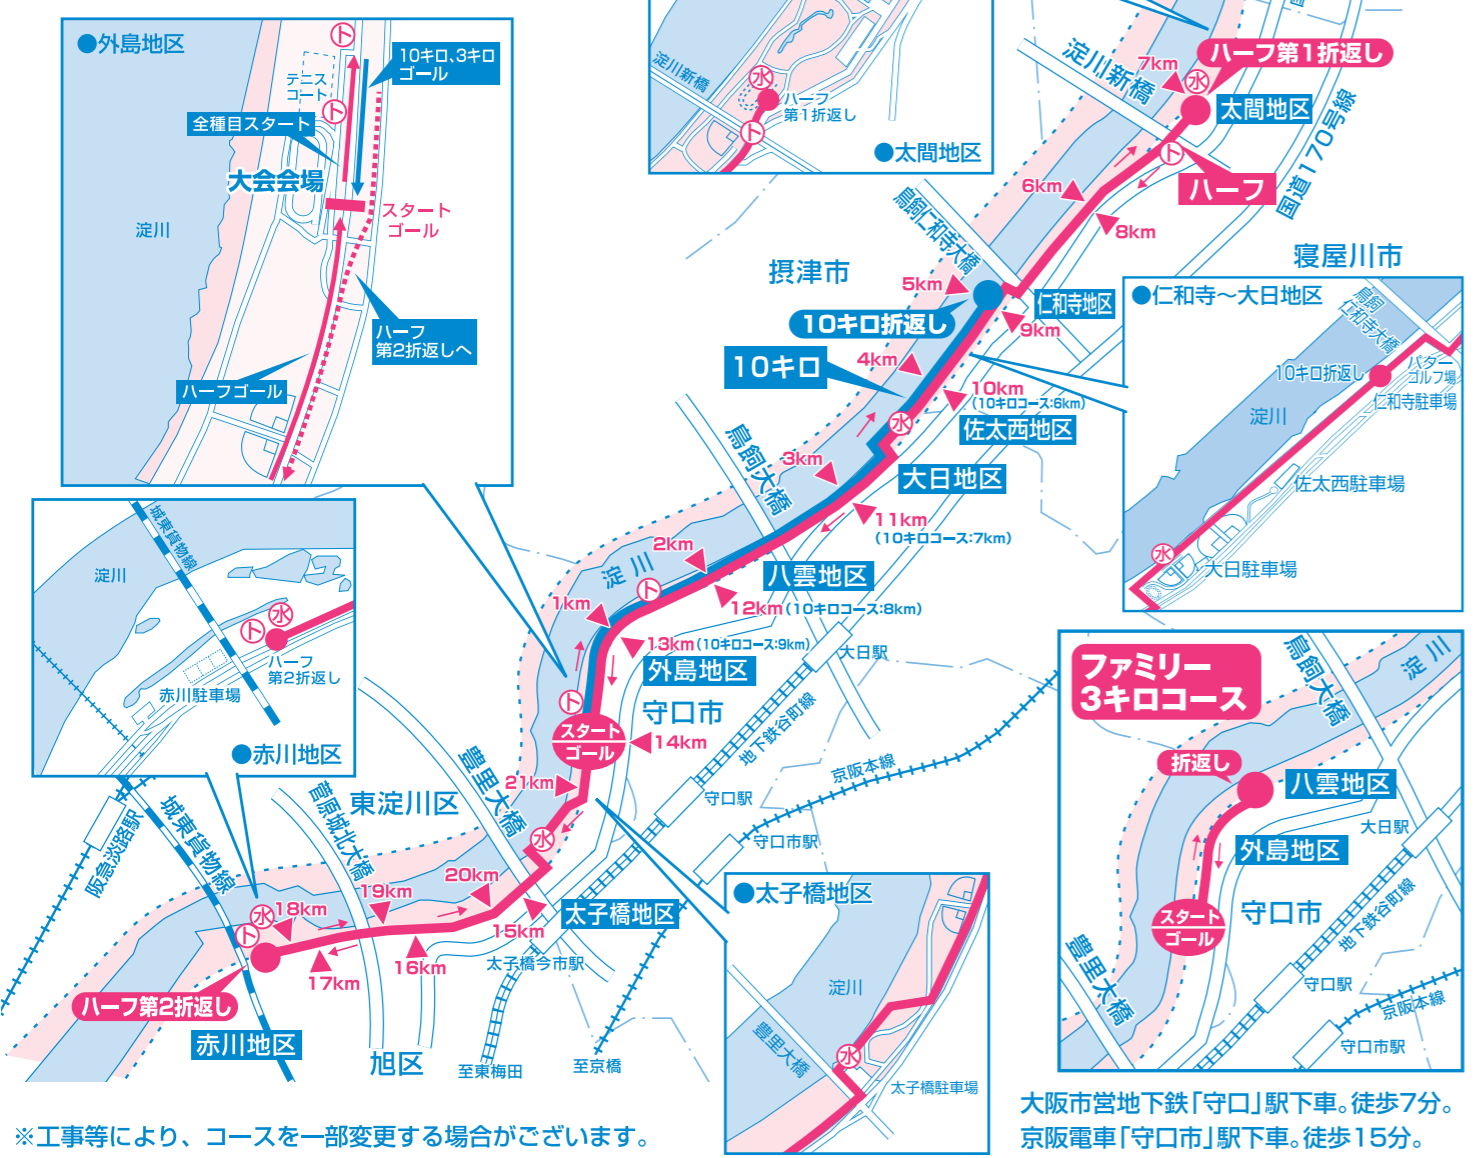 ●外島地区
ト
10キロ、3キロ
ゴール
テニス
コート
ト
全種目スタート
大会会場
スタート
ゴール
淀川
ハーフ
第2折返しへ
ハーフゴール
淀川新橋
水
ハーフ
第1折返し
ト
●太間地区
淀川新橋
7km
ハーフ第1折返し
水
太間地区
国道170号線
ト
ハーフ
6km
8km
鳥飼仁和寺大橋
摂津市
寝屋川市
5km
仁和寺地区
10キロ折返し
9km
10キロ
4km
10km
(10キロコース:6km)
水
佐太西地区
鳥飼大橋
3km
大日地区
11km
(10キロコース:7km)
2km
淀川
八雲地区
ト
1km
12km(10キロコース:8km)
13km(10キロコース:9km)
外島地区
大日駅
ト
守口市
スタート
ゴール
14km
地下鉄谷町線
豊里大橋
21km
京阪本線
守口駅
守口市駅
水
東淀川区
菅原城北大橋
城東貨物線
阪急淡路駅
20km
19km
18km
水
ト
15km
太子橋地区
16km
17km
太子橋今市駅
ハーフ第2折返し
赤川地区
旭区
至東梅田
至京橋
●仁和寺～大日地区
鳥飼
仁和寺大橋
10キロ折返し
パター
ゴルフ場
仁和寺駐車場
淀川
佐太西駐車場
水
大日駐車場
城東貨物線
淀川
ト
水
ハーフ
第2折返し
赤川駐車場
●赤川地区
●太子橋地区
淀川
豊里大橋
水
太子橋駐車場
ファミリー
3キロコース
鳥飼大橋
淀川
折返し
八雲地区
大日駅
外島地区
スタート
ゴール
守口市
地下鉄谷町線
豊里大橋
守口駅
京阪本線
守口市駅
※工事等により、コースを一部変更する場合がございます。
大阪市営地下鉄「守口」駅下車。徒歩7分。
京阪電車「守口市」駅下車。徒歩15分。